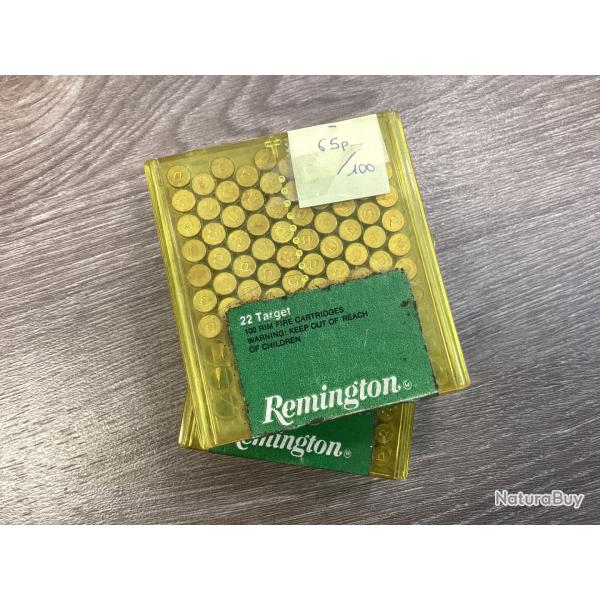 65p
/100
22 Target
100 RIM FIRE CARTRIDGES
WARNING: KEEP OUT OF REACH
OF CHILDREN
Remington®
Remington®
NaturaBuy